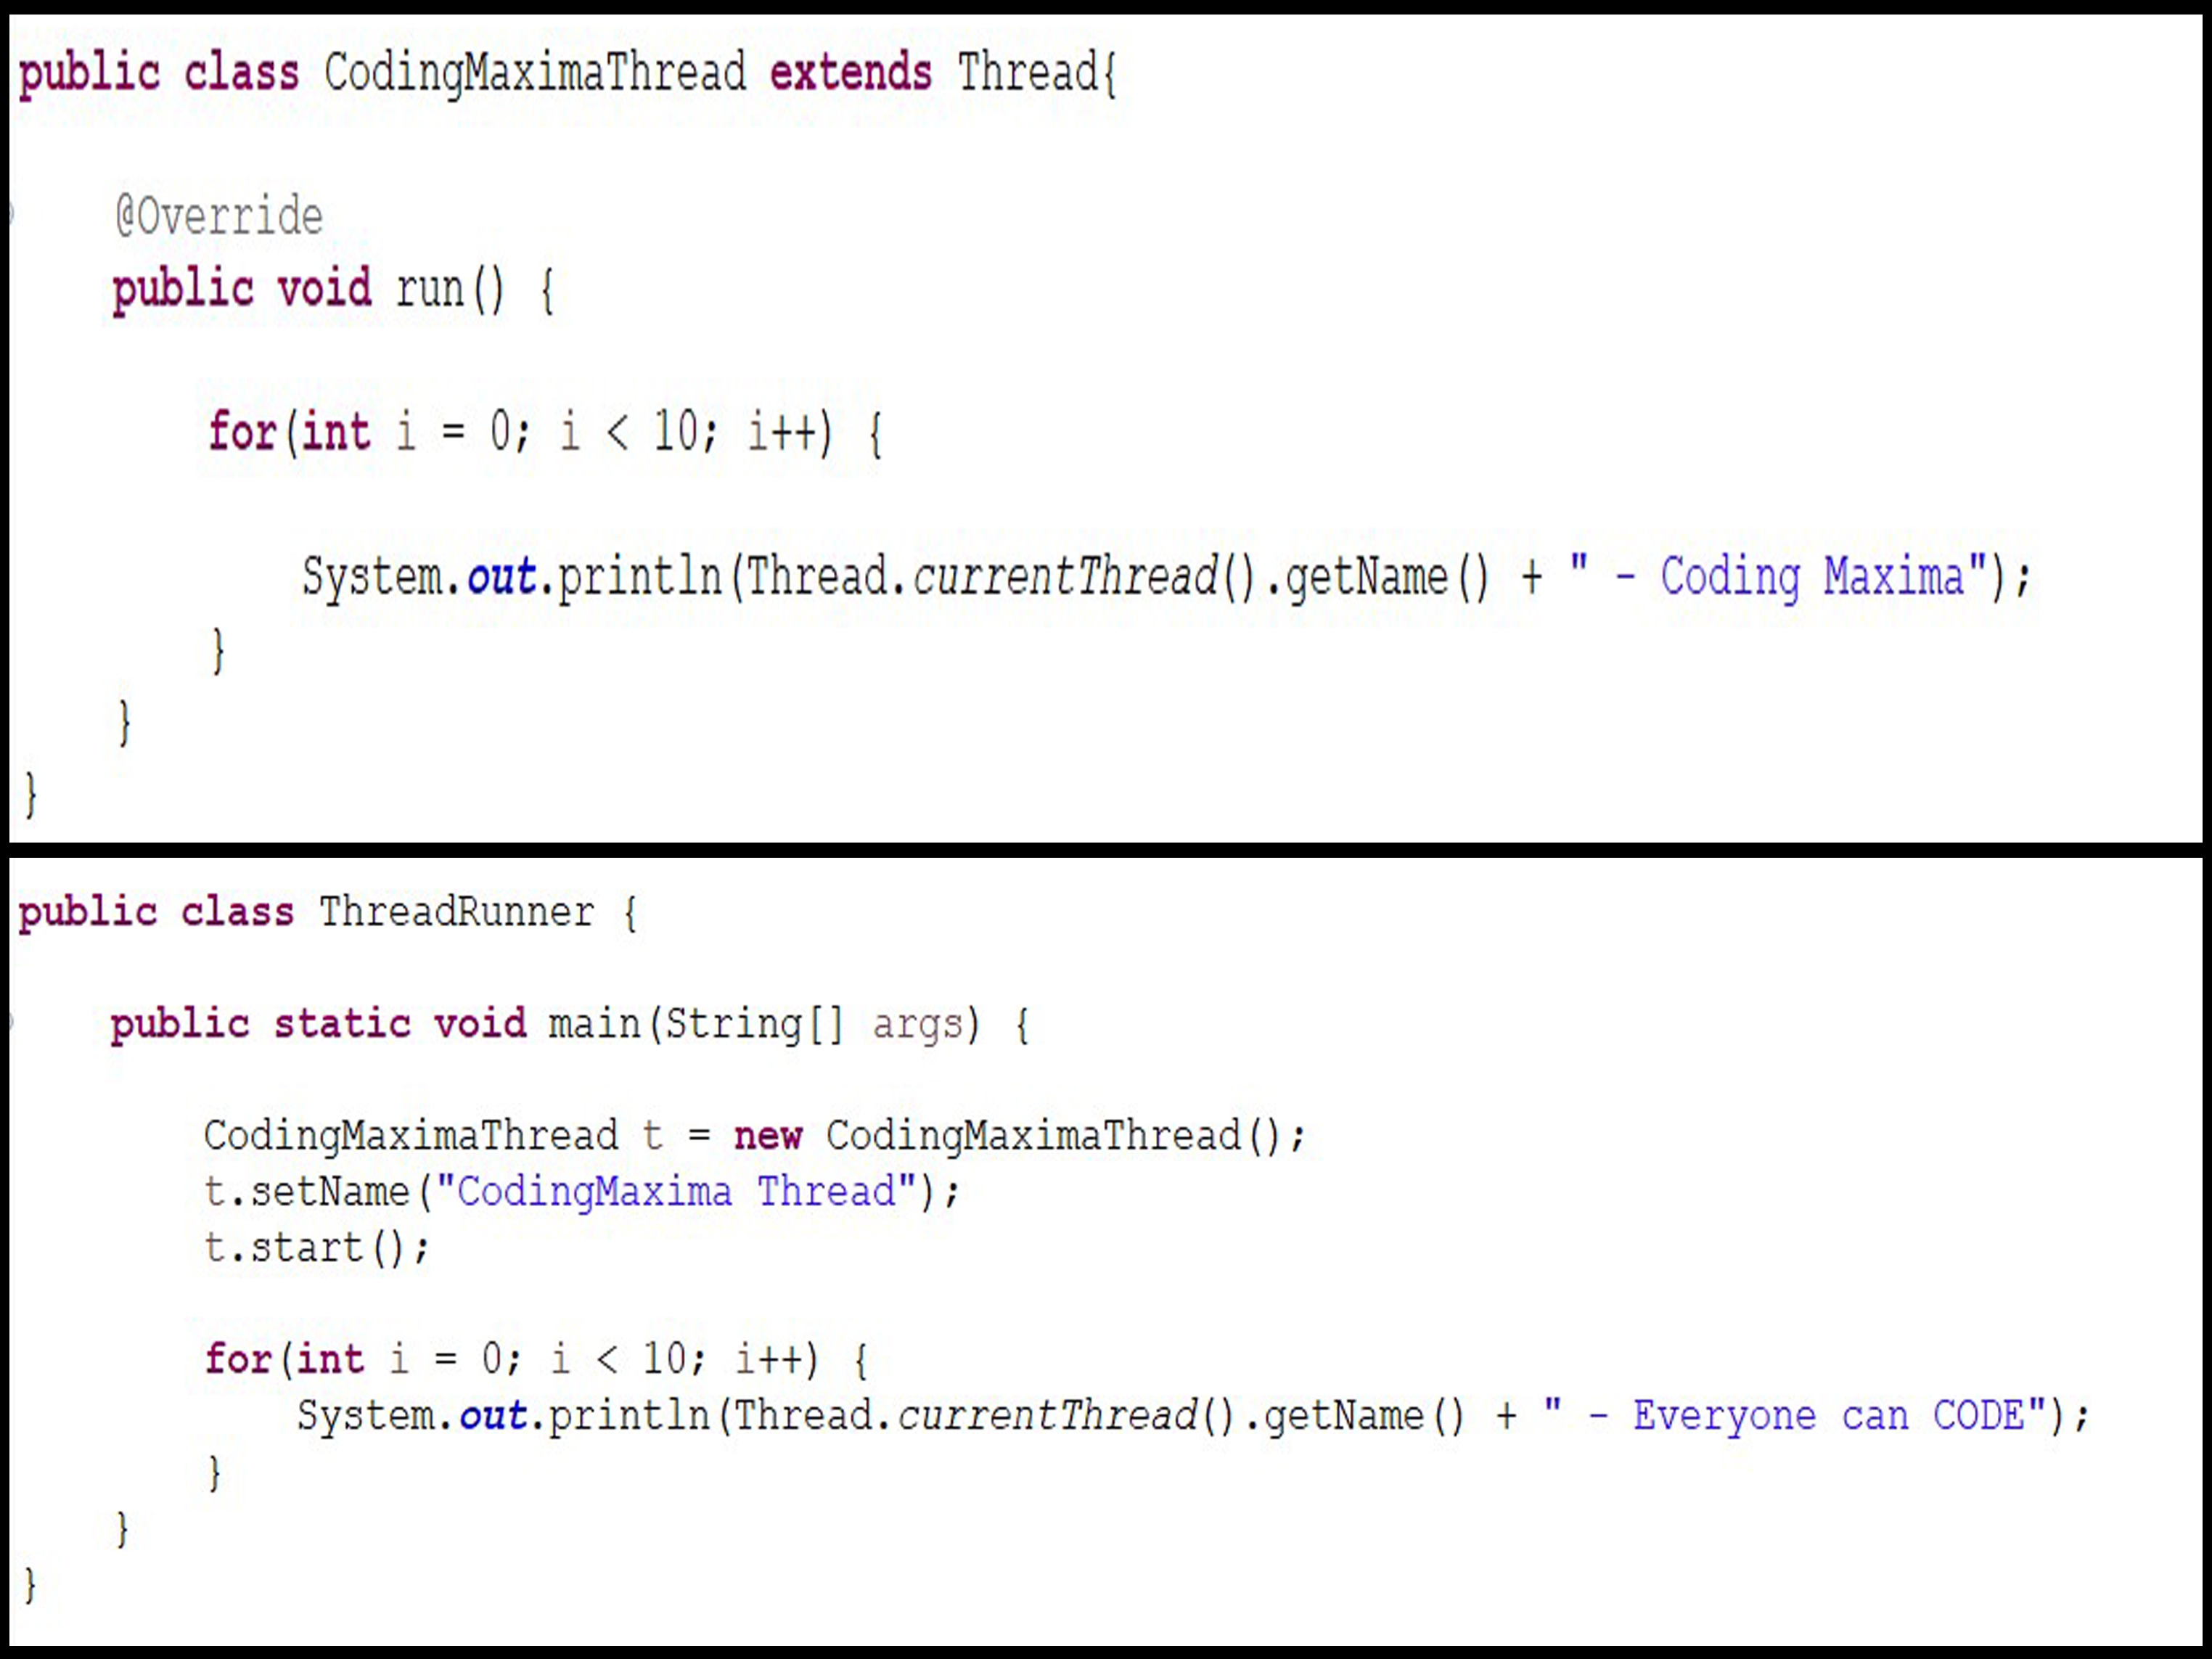 public class CodingMaximaThread extends Thread{
@Override
public void run() {
for(int i = 0; i < 10; i++) {
System.out.println(Thread.currentThread().getName() + " - Coding Maxima");
}
}
}
public class ThreadRunner {
public static void main(String[] args) {
CodingMaximaThread t = new CodingMaximaThread();
t.setName("CodingMaxima Thread");
t.start();
for(int i = 0; i < 10; i++) {
System.out.println(Thread.currentThread().getName() + " - Everyone can CODE");
}
}
}